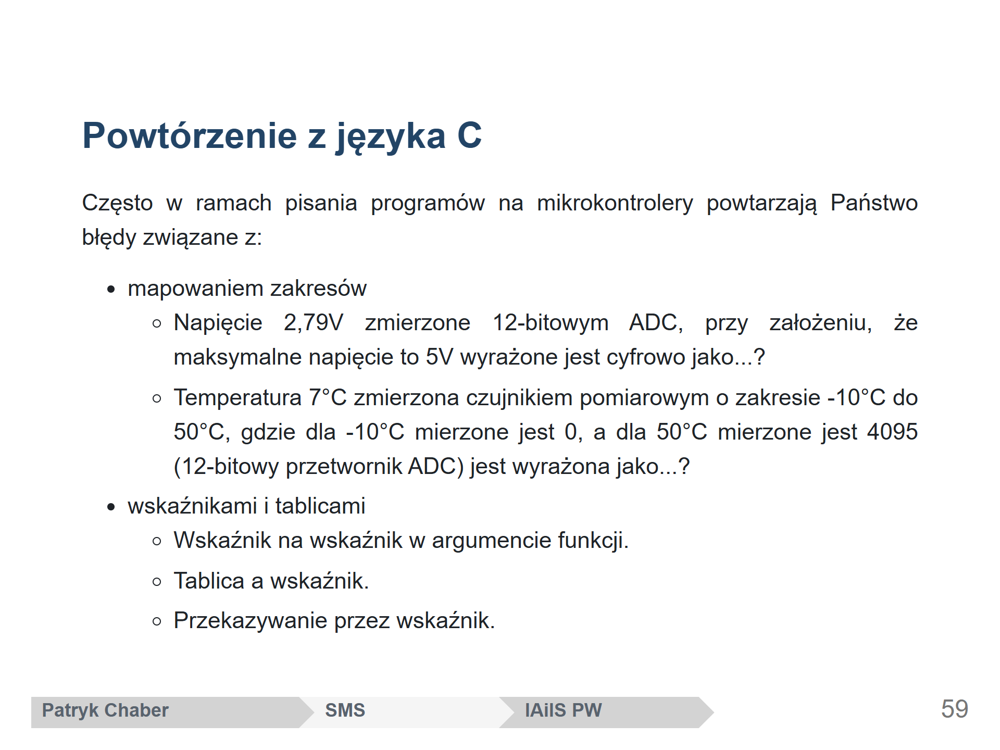 Powtórzenie z języka C
Często w ramach pisania programów na mikrokontrolery powtarzają Państwo
błędy związane z:
mapowaniem zakresów
Napięcie 2,79V zmierzone 12-bitowym ADC, przy założeniu, że
maksymalne napięcie to 5V wyrażone jest cyfrowo jako...?
Temperatura 7°C zmierzona czujnikiem pomiarowym o zakresie -10°C do
50°C, gdzie dla -10°C mierzone jest 0, a dla 50°C mierzone jest 4095
(12-bitowy przetwornik ADC) jest wyrażona jako...?
wskaźnikami i tablicami
Wskaźnik na wskaźnik w argumencie funkcji.
Tablica a wskaźnik.
Przekazywanie przez wskaźnik.
Patryk Chaber
SMS
IAiIS PW
59